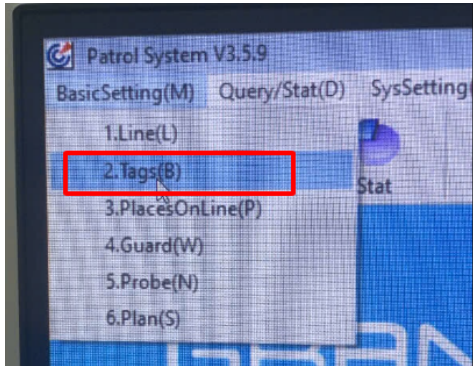 Patrol System V3.5.9
BasicSetting(M) Query/Stat(D) SysSetting(
1.Line(L)
2.Tags(B)
Stat
3.PlacesOnLine(P)
4.Guard(W)
5.Probe(N)
6.Plan(S)